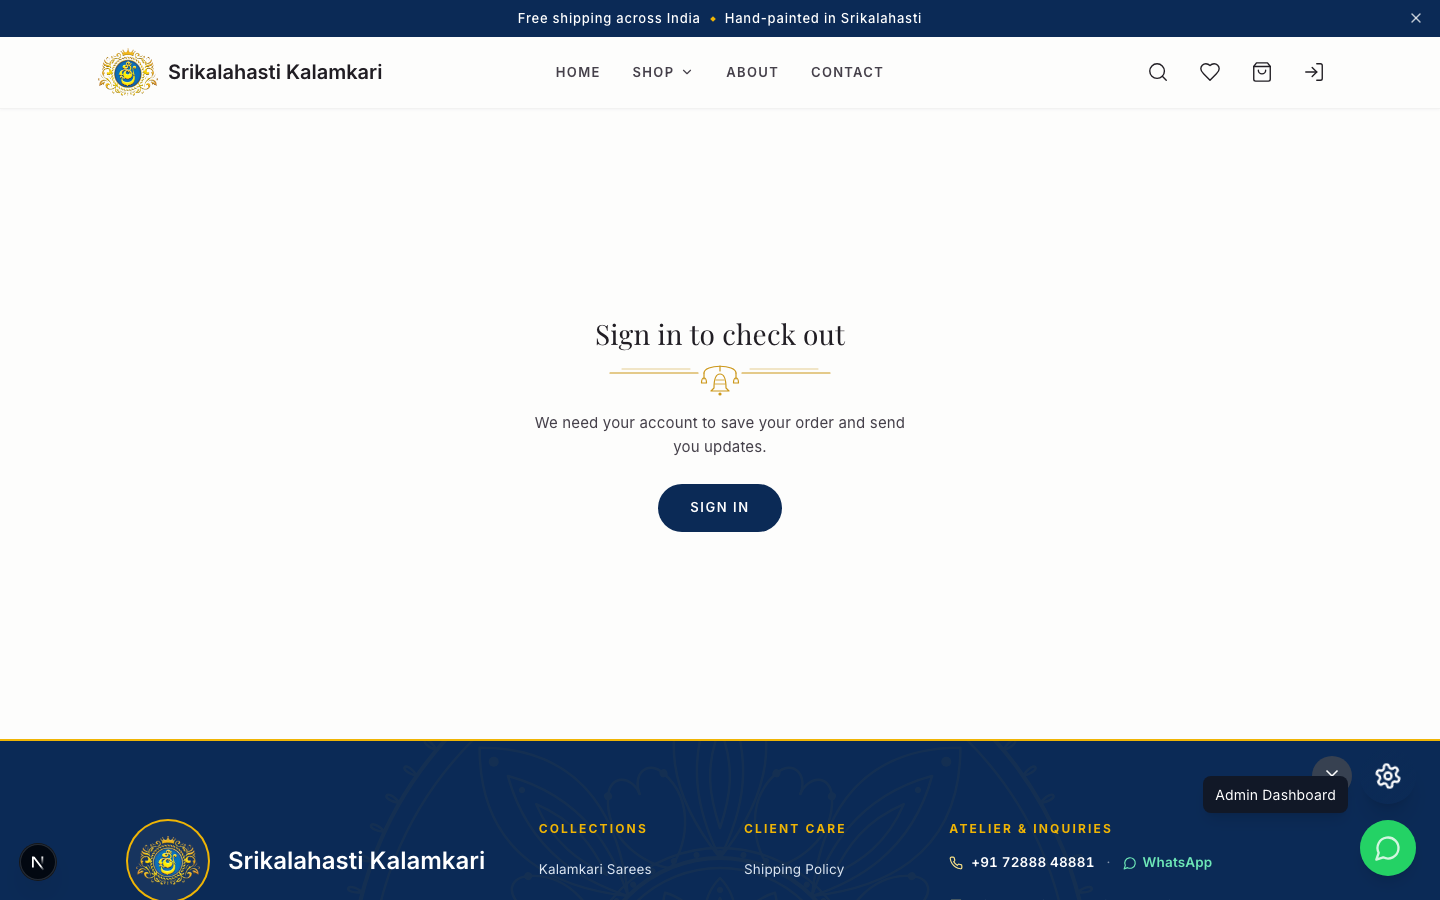 Free shipping across India • Hand-painted in Srikalahasti
Srikalahasti Kalamkari
HOME
SHOP
ABOUT
CONTACT
Sign in to check out
We need your account to save your order and send
you updates.
SIGN IN
Admin Dashboard
Srikalahasti Kalamkari
COLLECTIONS
Kalamkari Sarees
CLIENT CARE
Shipping Policy
ATELIER & INQUIRIES
+91 72888 48881 · WhatsApp
N